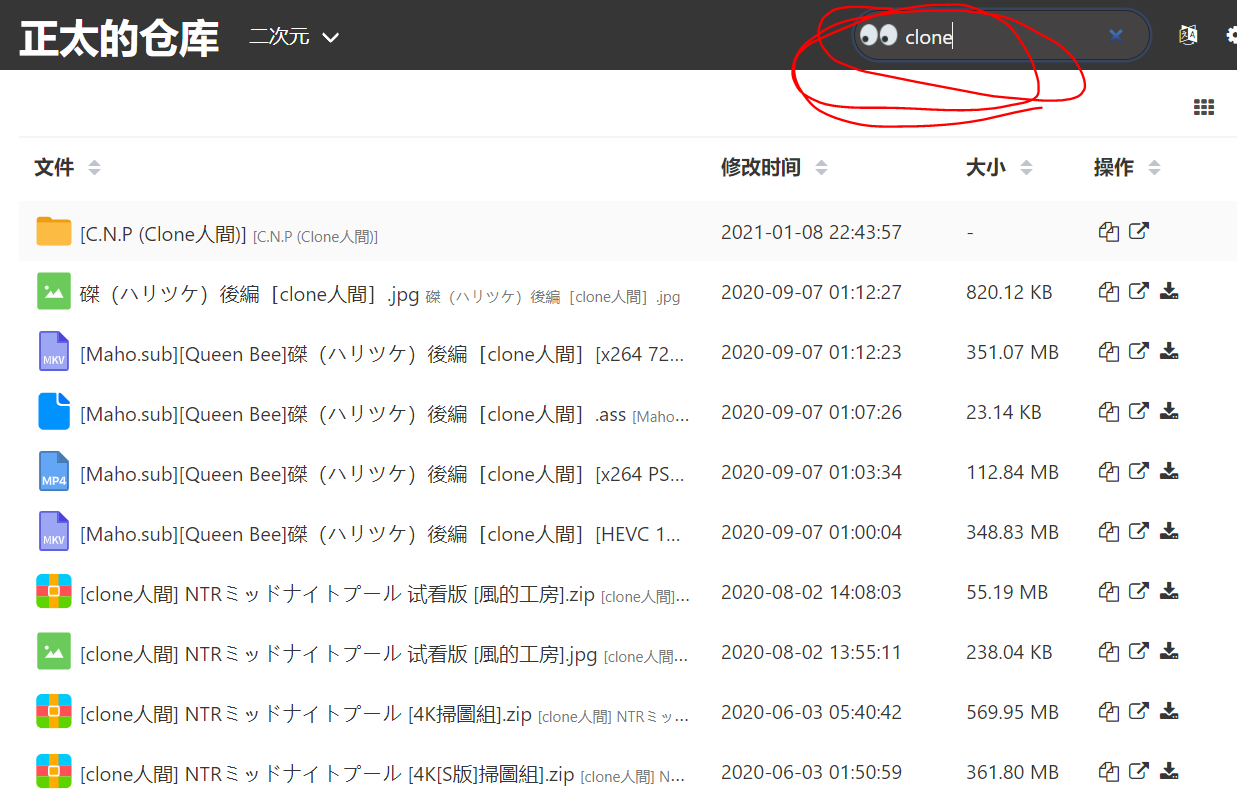 正太的仓库 二次元 clone
文件 修改时间 大小 操作
[C.N.P (Clone人間)] [C.N.P (Clone人間)] 2021-01-08 22:43:57 -
磔（ハリツケ）後編［clone人間］.jpg 磔（ハリツケ）後編［clone人間］.jpg 2020-09-07 01:12:27 820.12 KB
MKV [Maho.sub][Queen Bee]磔（ハリツケ）後編［clone人間］[x264 72... 2020-09-07 01:12:23 351.07 MB
[Maho.sub][Queen Bee]磔（ハリツケ）後編［clone人間］.ass [Maho... 2020-09-07 01:07:26 23.14 KB
MP4 [Maho.sub][Queen Bee]磔（ハリツケ）後編［clone人間］[x264 PS... 2020-09-07 01:03:34 112.84 MB
MKV [Maho.sub][Queen Bee]磔（ハリツケ）後編［clone人間］[HEVC 1... 2020-09-07 01:00:04 348.83 MB
[clone人間] NTRミッドナイトプール 试看版 [風的工房].zip [clone人間]... 2020-08-02 14:08:03 55.19 MB
[clone人間] NTRミッドナイトプール 试看版 [風的工房].jpg [clone人間... 2020-08-02 13:55:11 238.04 KB
[clone人間] NTRミッドナイトプール [4K掃圖組].zip [clone人間] NTRミッ... 2020-06-03 05:40:42 569.95 MB
[clone人間] NTRミッドナイトプール [4K[S版]掃圖組].zip [clone人間] N... 2020-06-03 01:50:59 361.80 MB